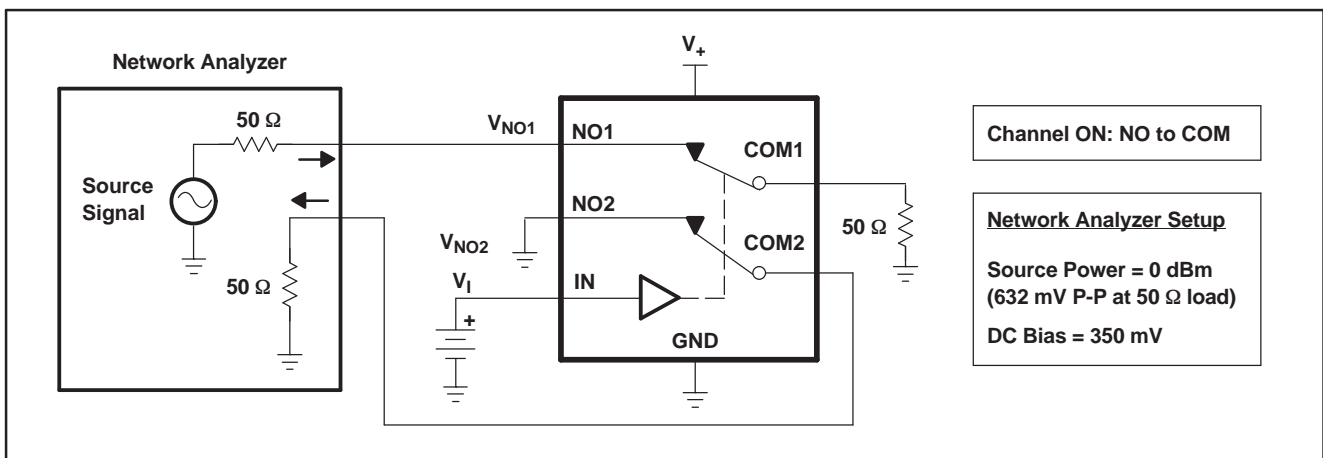 Network Analyzer
50 Ω
Source
Signal
50 Ω
V+
VNO1
NO1
COM1
NO2
VNO2
COM2
50 Ω
VI
IN
+
GND
Channel ON: NO to COM
Network Analyzer Setup
Source Power = 0 dBm
(632 mV P-P at 50 Ω load)
DC Bias = 350 mV